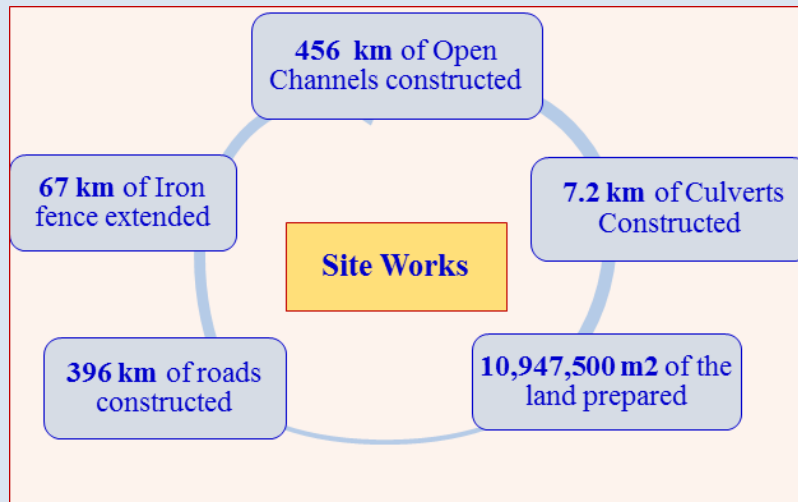 456 km of Open
Channels constructed
67 km of Iron
fence extended
7.2 km of Culverts
Constructed
Site Works
396 km of roads
constructed
10,947,500 m2 of the
land prepared